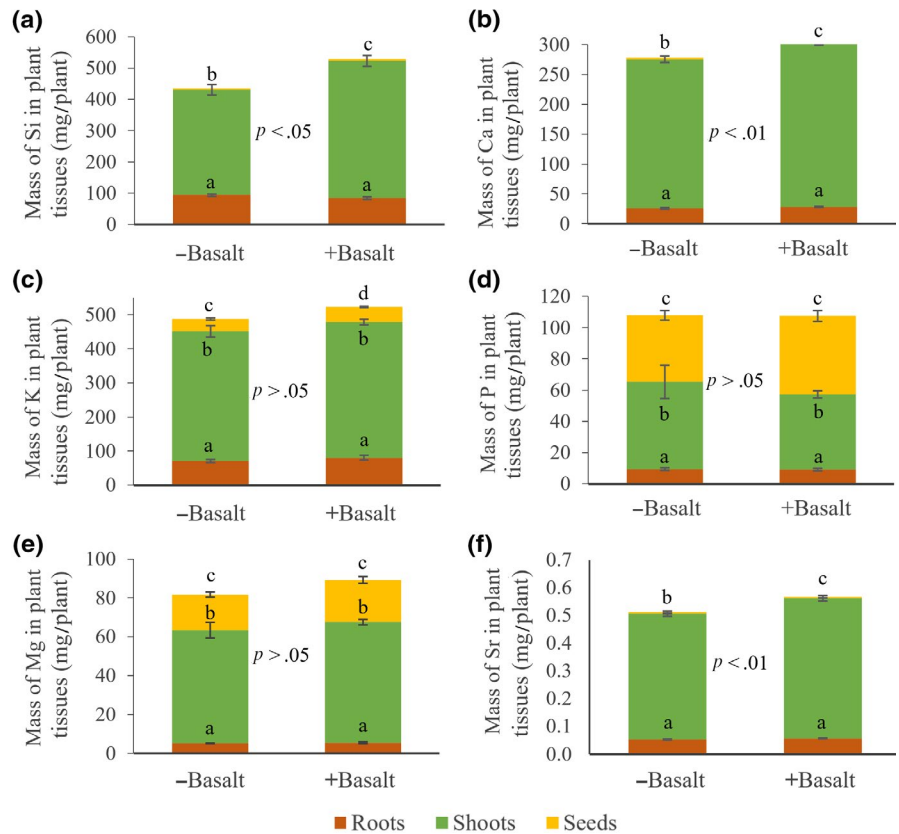 (a)
Mass of Si in plant
tissues (mg/plant)
600
500
400
300
200
100
0
b
c
p < .05
a
a
–Basalt
+Basalt
(b)
Mass of Ca in plant
tissues (mg/plant)
300
250
200
150
100
50
0
b
c
p < .01
a
a
–Basalt
+Basalt
(c)
Mass of K in plant
tissues (mg/plant)
500
400
300
200
100
0
c
d
b
b
p > .05
a
a
–Basalt
+Basalt
(d)
Mass of P in plant
tissues (mg/plant)
120
100
80
60
40
20
0
c
c
p > .05
b
b
a
a
–Basalt
+Basalt
(e)
Mass of Mg in plant
tissues (mg/plant)
100
80
60
40
20
0
c
c
b
b
p > .05
a
a
–Basalt
+Basalt
(f)
Mass of Sr in plant
tissues (mg/plant)
0.7
0.6
0.5
0.4
0.3
0.2
0.1
0.0
b
c
p < .01
a
a
–Basalt
+Basalt
Roots Shoots Seeds